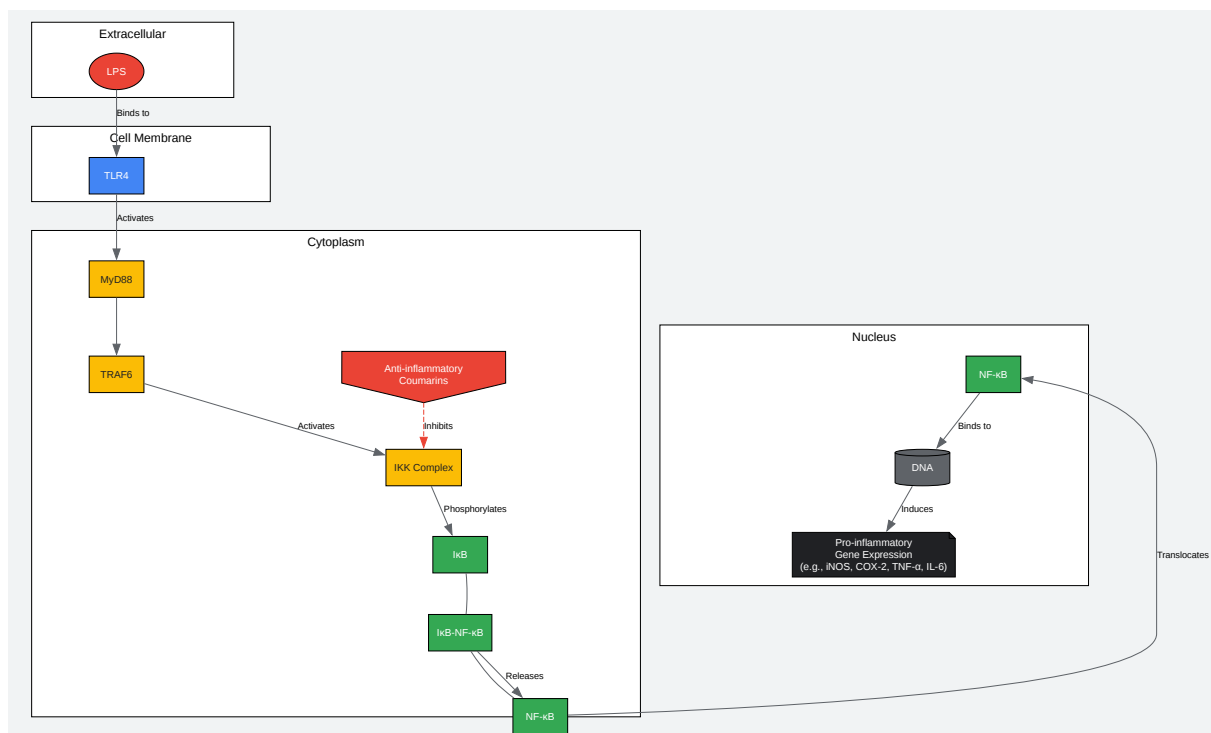 Extracellular
LPS
Binds to
Cell Membrane
TLR4
Activates
Cytoplasm
MyD88
TRAF6
Activates
Anti-inflammatory
Coumarins
Inhibits
IKK Complex
Phosphorylates
IκB
IκB-NF-κB
Releases
NF-κB
Translocates
Nucleus
NF-κB
Binds to
DNA
Induces
Pro-inflammatory
Gene Expression
(e.g., iNOS, COX-2, TNF-α, IL-6)